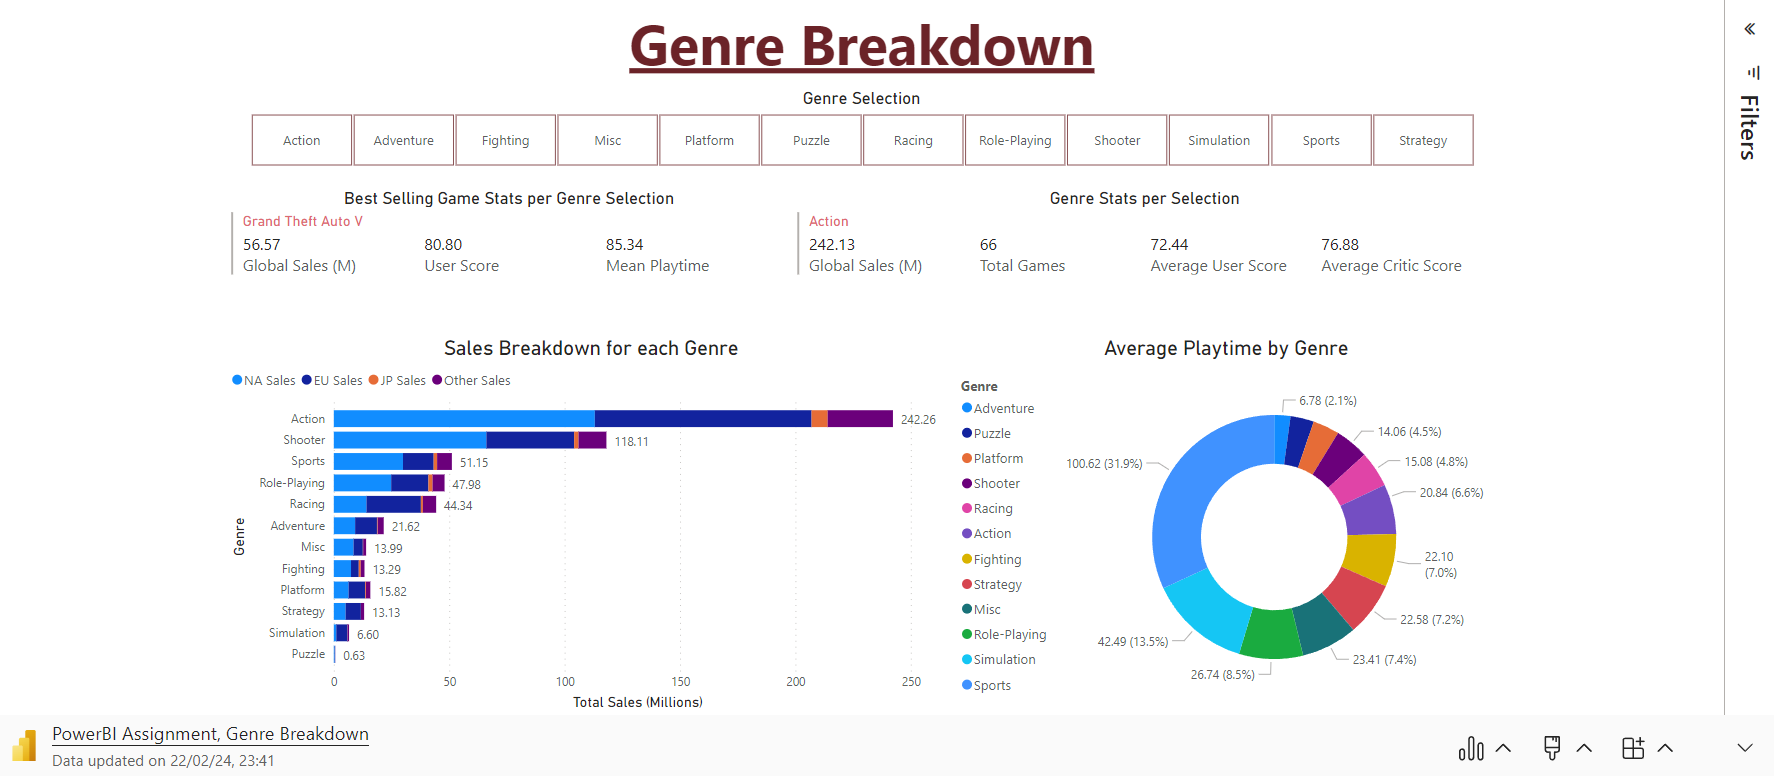 Genre Breakdown
Genre Selection
Action Adventure Fighting Misc Platform Puzzle Racing Role-Playing Shooter Simulation Sports Strategy
Best Selling Game Stats per Genre Selection
Grand Theft Auto V
56.57 80.80 85.34
Global Sales (M) User Score Mean Playtime
Genre Stats per Selection
Action
242.13 66 72.44 76.88
Global Sales (M) Total Games Average User Score Average Critic Score
Sales Breakdown for each Genre
NA Sales EU Sales JP Sales Other Sales
Genre
Action 242.26
Shooter 118.11
Sports 51.15
Role-Playing 47.98
Racing 44.34
Adventure 21.62
Misc 13.99
Fighting 13.29
Platform 15.82
Strategy 13.13
Simulation 6.60
Puzzle 0.63
0 50 100 150 200 250
Total Sales (Millions)
Average Playtime by Genre
Genre
Adventure
Puzzle
Platform
Shooter
Racing
Action
Fighting
Strategy
Misc
Role-Playing
Simulation
Sports
6.78 (2.1%)
14.06 (4.5%)
15.08 (4.8%)
20.84 (6.6%)
22.10
(7.0%)
22.58 (7.2%)
23.41 (7.4%)
26.74 (8.5%)
42.49 (13.5%)
100.62 (31.9%)
Filters
PowerBI Assignment, Genre Breakdown
Data updated on 22/02/24, 23:41